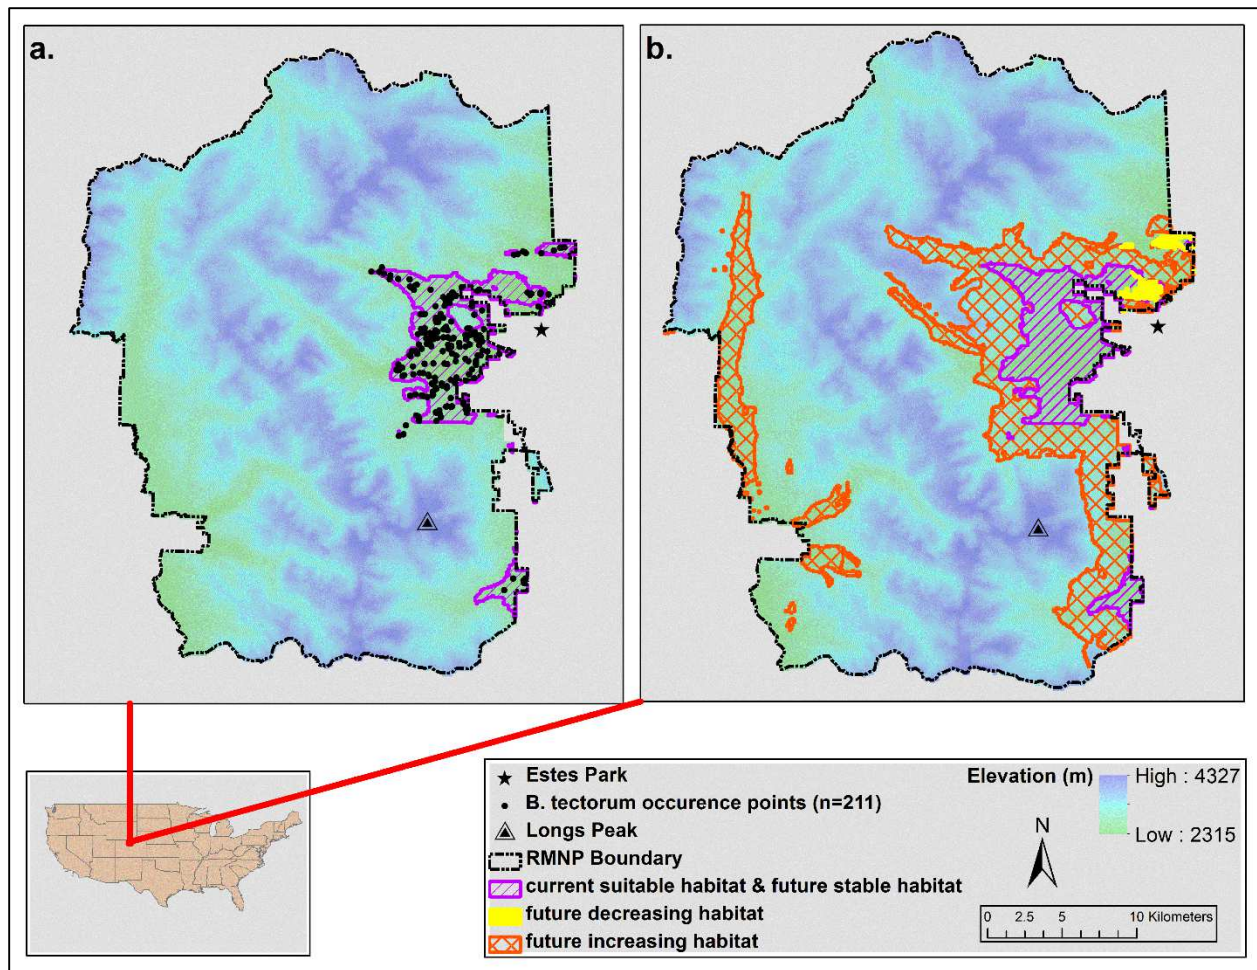 a.
b.
Estes Park
B. tectorum occurence points (n=211)
Longs Peak
RMNP Boundary
current suitable habitat & future stable habitat
future decreasing habitat
future increasing habitat
Elevation (m)
High : 4327
Low : 2315
N
0 2.5 5 10 Kilometers